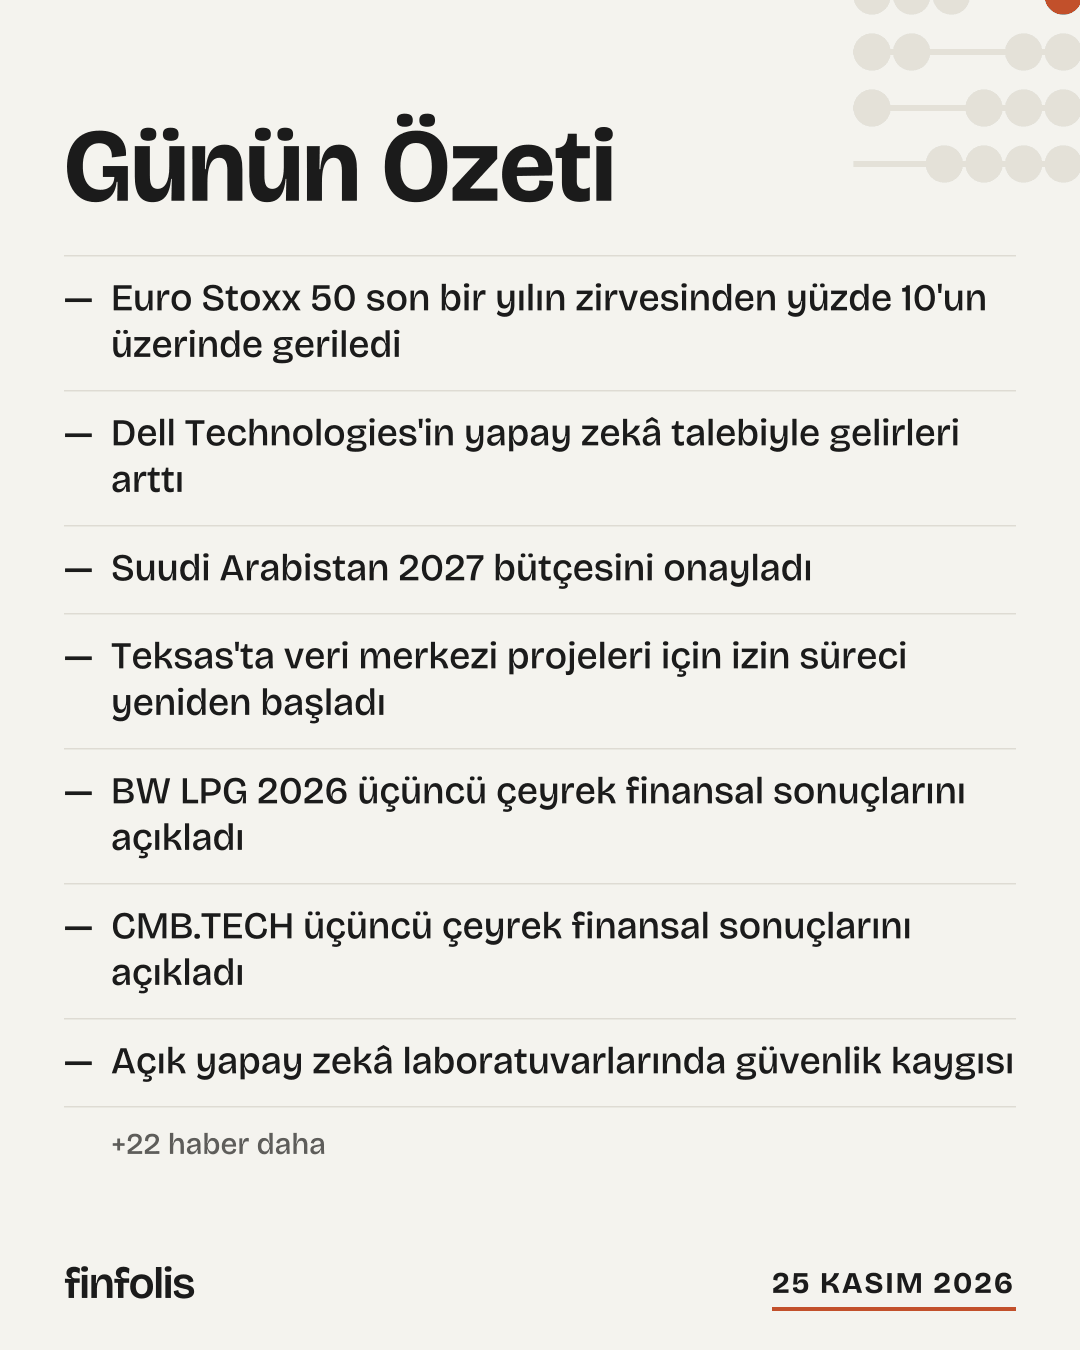 Günün Özeti
— Euro Stoxx 50 son bir yılın zirvesinden yüzde 10'un
üzerinde geriledi
— Dell Technologies'in yapay zekâ talebiyle gelirleri
arttı
— Suudi Arabistan 2027 bütçesini onayladı
— Teksas'ta veri merkezi projeleri için izin süreci
yeniden başladı
— BW LPG 2026 üçüncü çeyrek finansal sonuçlarını
açıkladı
— CMB.TECH üçüncü çeyrek finansal sonuçlarını
açıkladı
— Açık yapay zekâ laboratuvarlarında güvenlik kaygısı
+22 haber daha
finfolis
25 KASIM 2026